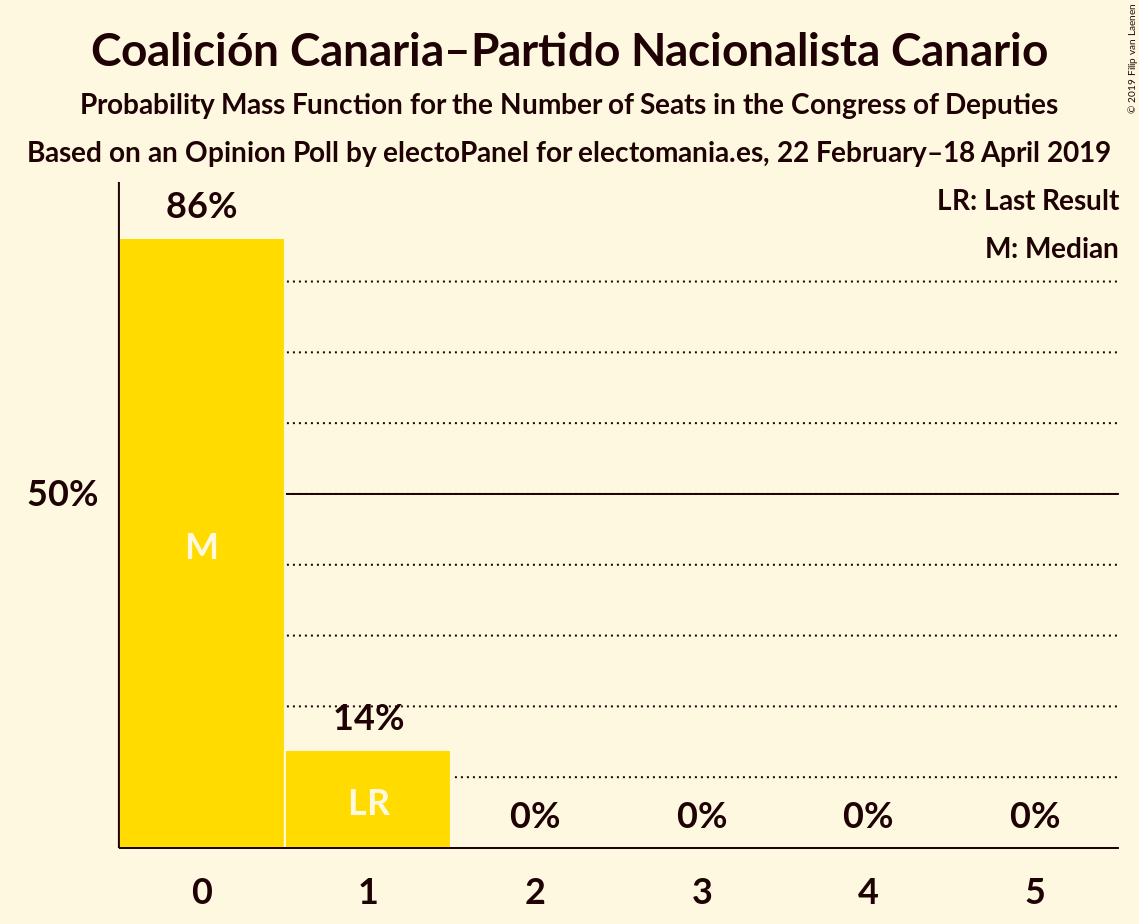 Coalición Canaria–Partido Nacionalista Canario
Probability Mass Function for the Number of Seats in the Congress of Deputies
Based on an Opinion Poll by electoPanel for electomania.es, 22 February–18 April 2019
© 2019 Filip van Laenen
LR: Last Result
M: Median
86%
50%
M
14%
LR
0% 0% 0% 0%
0 1 2 3 4 5